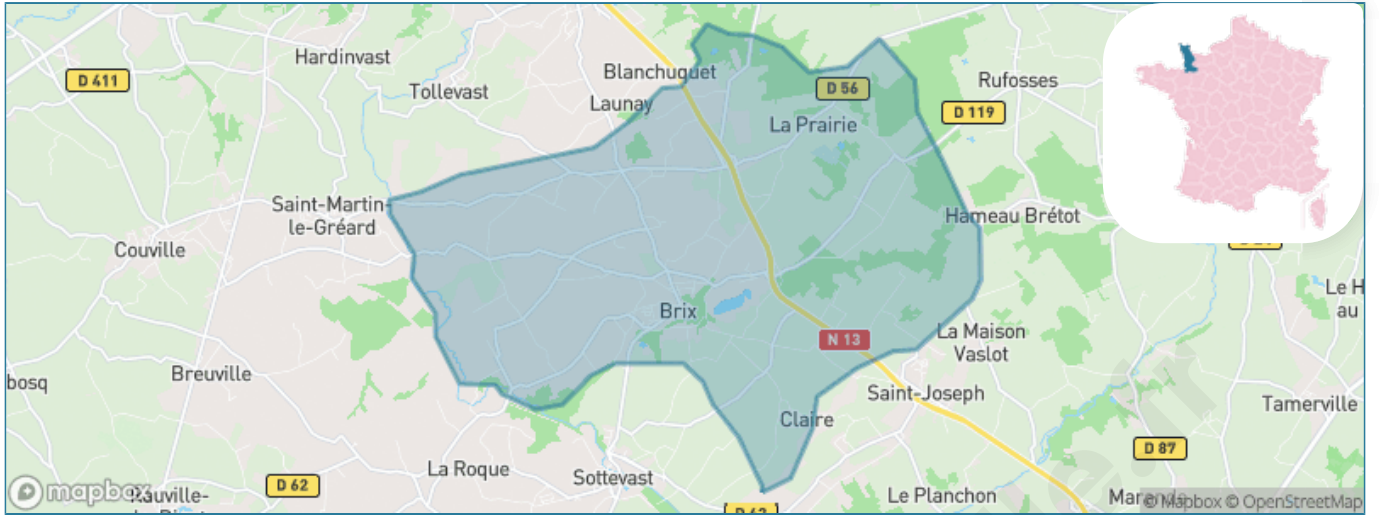 Hardinvast
D 411
Tollevast
Blanchuquet
Launay
D 56
La Prairie
Rufosses
D 119
Saint-Martin-
le-Gréard
Hameau Brétot
Couville
Le H
au
Brix
N 13
La Maison
Vaslot
bosq
Breuville
Saint-Joseph
Claire
Tamerville
D 87
La Roque
Sottevast
D 62
Le Planchon
mapbox
© Mapbox © OpenStreetMap